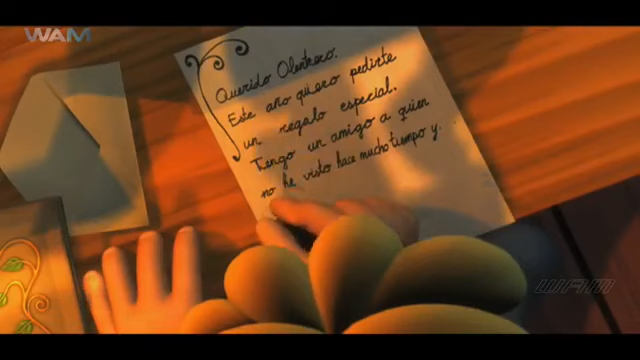 WAM
Querido Olentzero.
Este año quiero pedirte
un regalo especial.
Tengo un amigo a quien
no he visto hace mucho tiempo y.
WAM